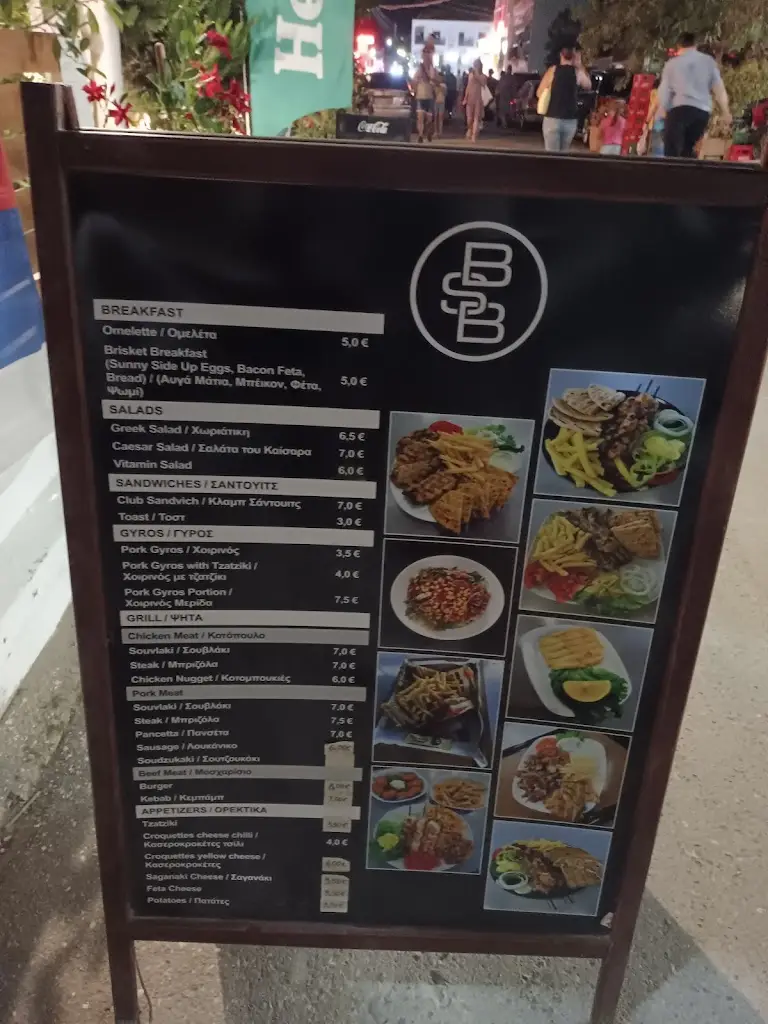 He
Coca-Cola
BSB
BREAKFAST
Omelette / Ομελέτα 5,0 €
Brisket Breakfast
(Sunny Side Up Eggs, Bacon Feta,
Bread) / (Αυγά Μάτια, Μπέικον, Φέτα, 5,0 €
Ψωμί)
SALADS
Greek Salad / Χωριάτικη 6,5 €
Caesar Salad / Σαλάτα του Καίσαρα 7,0 €
Vitamin Salad 6,0 €
SANDWICHES / ΣΑΝΤΟΥΙΤΣ
Club Sandwich / Κλαμπ Σάντουιτς 7,0 €
Toast / Τοστ 3,0 €
GYROS / ΓΥΡΟΣ
Pork Gyros / Χοιρινός 3,5 €
Pork Gyros with Tzatziki /
Χοιρινός με τζατζίκι 4,0 €
Pork Gyros Portion /
Χοιρινός Μερίδα 7,5 €
GRILL / ΨΗΤΑ
Chicken Meat / Κοτόπουλο
Souvlaki / Σουβλάκι 7,0 €
Steak / Μπριζόλα 7,0 €
Chicken Nugget / Κοτομπουκιές 6,0 €
Pork Meat
Souvlaki / Σουβλάκι 7,0 €
Steak / Μπριζόλα 7,5 €
Pancetta / Πανσέτα 7,0 €
Sausage / Λουκάνικο
Soudzukaki / Σουτζουκάκι
Beef Meat / Μοσχαρίσιο
Burger
Kebab / Κεμπάπ
APPETIZERS / ΟΡΕΚΤΙΚΑ
Tzatziki
Croquettes cheese chilli /
Κασεροκροκέτες τσίλι 4,0 €
Croquettes yellow cheese /
Κασεροκροκέτες
Saganaki Cheese / Σαγανάκι
Feta Cheese
Potatoes / Πατάτες